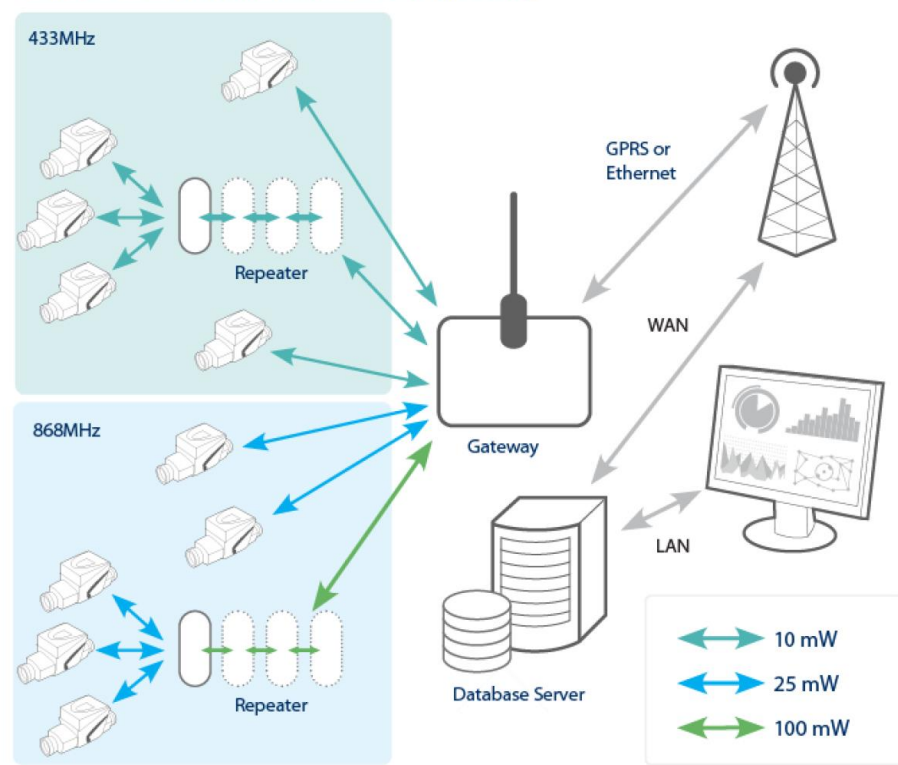 433MHz
GPRS or
Ethernet
Repeater
WAN
868MHz
Gateway
LAN
Repeater
Database Server
10 mW
25 mW
100 mW